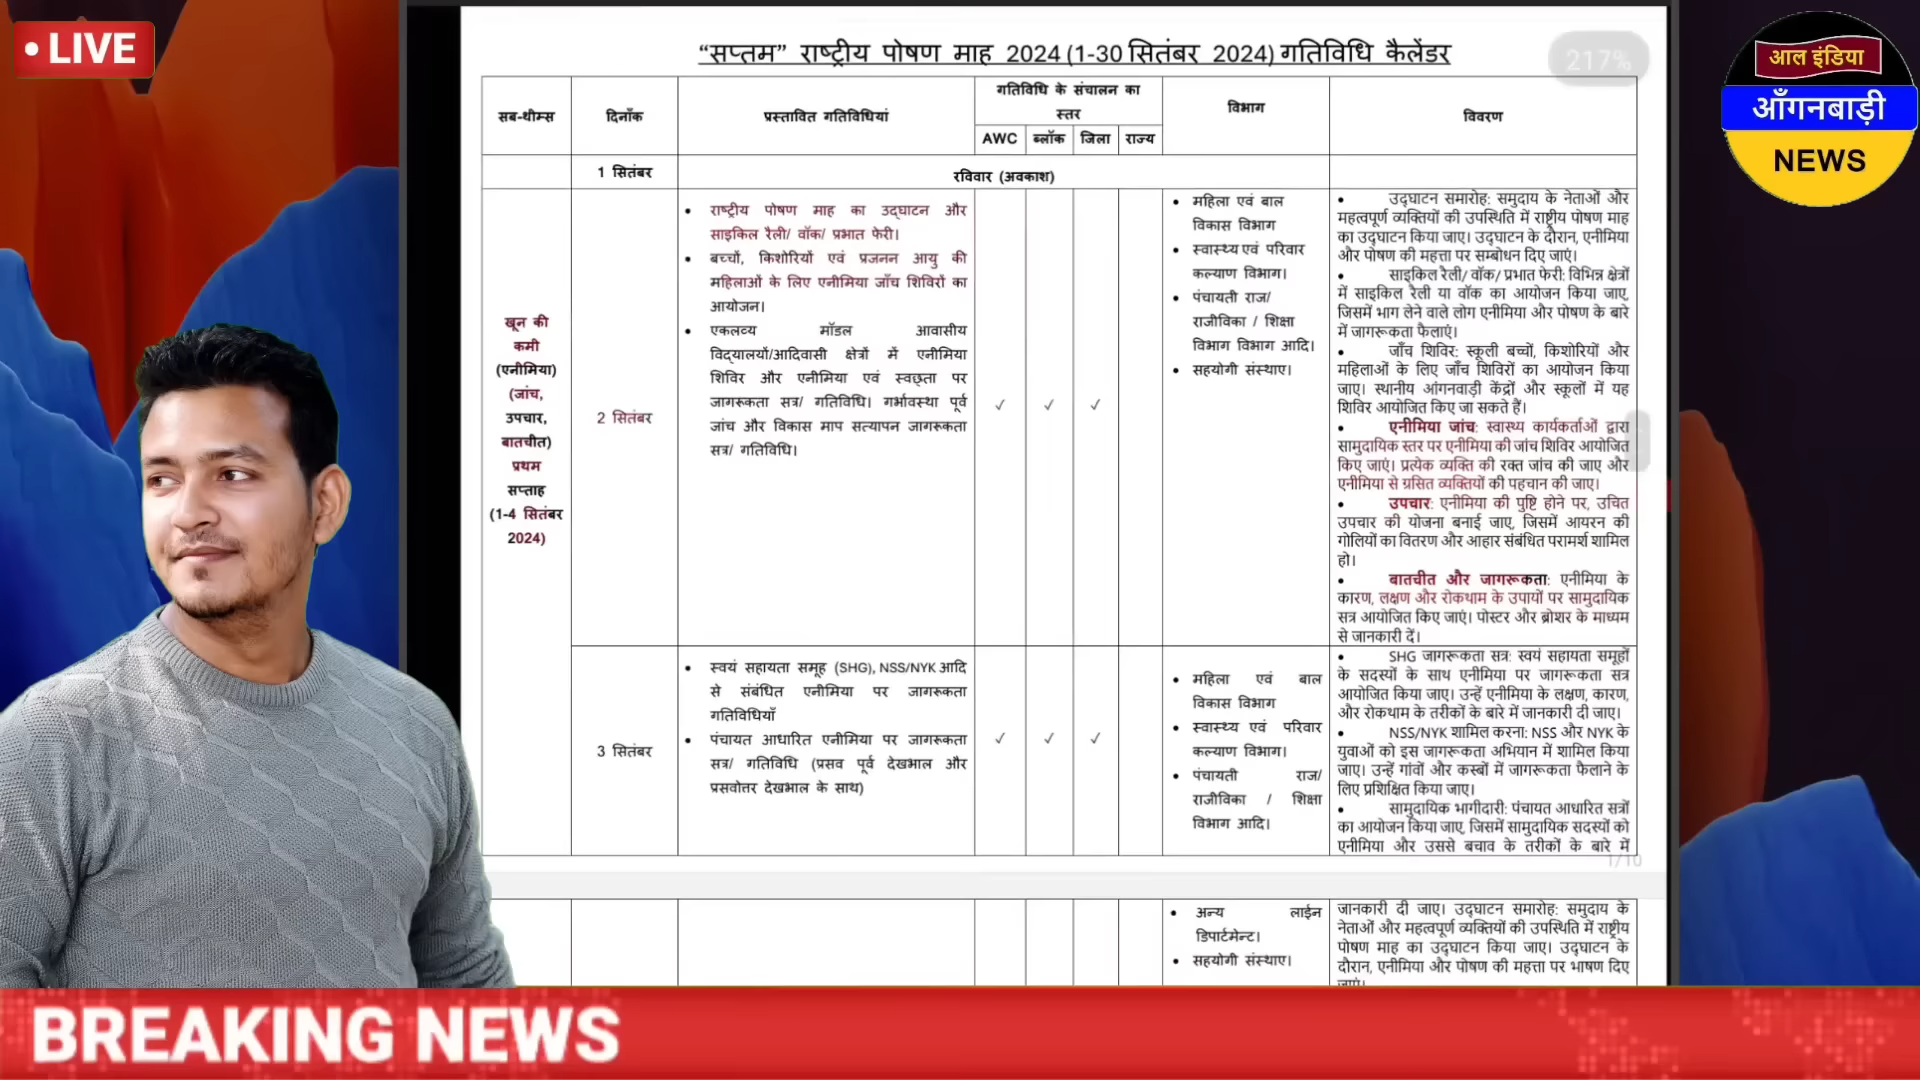 • LIVE
“सप्तम” राष्ट्रीय पोषण माह 2024 (1-30 सितंबर 2024) गतिविधि कैलेंडर
217%
आल इंडिया
आँगनबाड़ी
NEWS
सब-थीम्स
दिनाँक
प्रस्तावित गतिविधियां
गतिविधि के संचालन का
स्तर
AWC ब्लॉक जिला राज्य
विभाग
विवरण
1 सितंबर
रविवार (अवकाश)
खून की
कमी
(एनीमिया)
(जांच,
उपचार,
बातचीत)
प्रथम
सप्ताह
(1-4 सितंबर
2024)
2 सितंबर
• राष्ट्रीय पोषण माह का उद्घाटन और
साइकिल रैली/ वॉक/ प्रभात फेरी।
• बच्चों, किशोरियों एवं प्रजनन आयु की
महिलाओं के लिए एनीमिया जाँच शिविरों का
आयोजन।
• एकलव्य मॉडल आवासीय
विद्यालयों/आदिवासी क्षेत्रों में एनीमिया
शिविर और एनीमिया एवं स्वछ्ता पर
जागरूकता सत्र/ गतिविधि। गर्भावस्था पूर्व
जांच और विकास माप सत्यापन जागरूकता
सत्र/ गतिविधि।
✓ ✓ ✓
• महिला एवं बाल
विकास विभाग
• स्वास्थ्य एवं परिवार
कल्याण विभाग।
• पंचायती राज/
राजीविका / शिक्षा
विभाग विभाग आदि।
• सहयोगी संस्थाए।
• उद्घाटन समारोह: समुदाय के नेताओं और
महत्वपूर्ण व्यक्तियों की उपस्थिति में राष्ट्रीय पोषण माह
का उद्घाटन किया जाए। उद्घाटन के दौरान, एनीमिया
और पोषण की महत्ता पर सम्बोधन दिए जाएं।
• साइकिल रैली/ वॉक/ प्रभात फेरी: विभिन्न क्षेत्रों
में साइकिल रैली या वॉक का आयोजन किया जाए,
जिसमें भाग लेने वाले लोग एनीमिया और पोषण के बारे
में जागरूकता फैलाएं।
• जाँच शिविर: स्कूली बच्चों, किशोरियों और
महिलाओं के लिए जाँच शिविरों का आयोजन किया
जाए। स्थानीय आंगनवाड़ी केंद्रों और स्कूलों में यह
शिविर आयोजित किए जा सकते हैं।
• एनीमिया जांच: स्वास्थ्य कार्यकर्ताओं द्वारा
सामुदायिक स्तर पर एनीमिया की जांच शिविर आयोजित
किए जाएं। प्रत्येक व्यक्ति की रक्त जांच की जाए और
एनीमिया से ग्रसित व्यक्तियों की पहचान की जाए।
• उपचार: एनीमिया की पुष्टि होने पर, उचित
उपचार की योजना बनाई जाए, जिसमें आयरन की
गोलियों का वितरण और आहार संबंधित परामर्श शामिल
हो।
• बातचीत और जागरूकता: एनीमिया के
कारण, लक्षण और रोकथाम के उपायों पर सामुदायिक
सत्र आयोजित किए जाएं। पोस्टर और ब्रोशर के माध्यम
से जानकारी दें।
3 सितंबर
• स्वयं सहायता समूह (SHG), NSS/NYK आदि
से संबंधित एनीमिया पर जागरूकता
गतिविधियाँ
• पंचायत आधारित एनीमिया पर जागरूकता
सत्र/ गतिविधि (प्रसव पूर्व देखभाल और
प्रसवोत्तर देखभाल के साथ)
✓ ✓ ✓
• महिला एवं बाल
विकास विभाग
• स्वास्थ्य एवं परिवार
कल्याण विभाग।
• पंचायती राज/
राजीविका / शिक्षा
विभाग आदि।
• SHG जागरूकता सत्र: स्वयं सहायता समूहों
के सदस्यों के साथ एनीमिया पर जागरूकता सत्र
आयोजित किया जाए। उन्हें एनीमिया के लक्षण, कारण,
और रोकथाम के तरीकों के बारे में जानकारी दी जाए।
• NSS/NYK शामिल करना: NSS और NYK के
युवाओं को इस जागरूकता अभियान में शामिल किया
जाए। उन्हें गांवों और कस्बों में जागरूकता फैलाने के
लिए प्रशिक्षित किया जाए।
• सामुदायिक भागीदारी: पंचायत आधारित सत्रों
का आयोजन किया जाए, जिसमें सामुदायिक सदस्यों को
एनीमिया और उससे बचाव के तरीकों के बारे में
1/10
• अन्य लाईन
डिपार्टमेन्ट।
• सहयोगी संस्थाए।
जानकारी दी जाए। उद्घाटन समारोह: समुदाय के
नेताओं और महत्वपूर्ण व्यक्तियों की उपस्थिति में राष्ट्रीय
पोषण माह का उद्घाटन किया जाए। उद्घाटन के
दौरान, एनीमिया और पोषण की महत्ता पर भाषण दिए
जाएं।
BREAKING NEWS